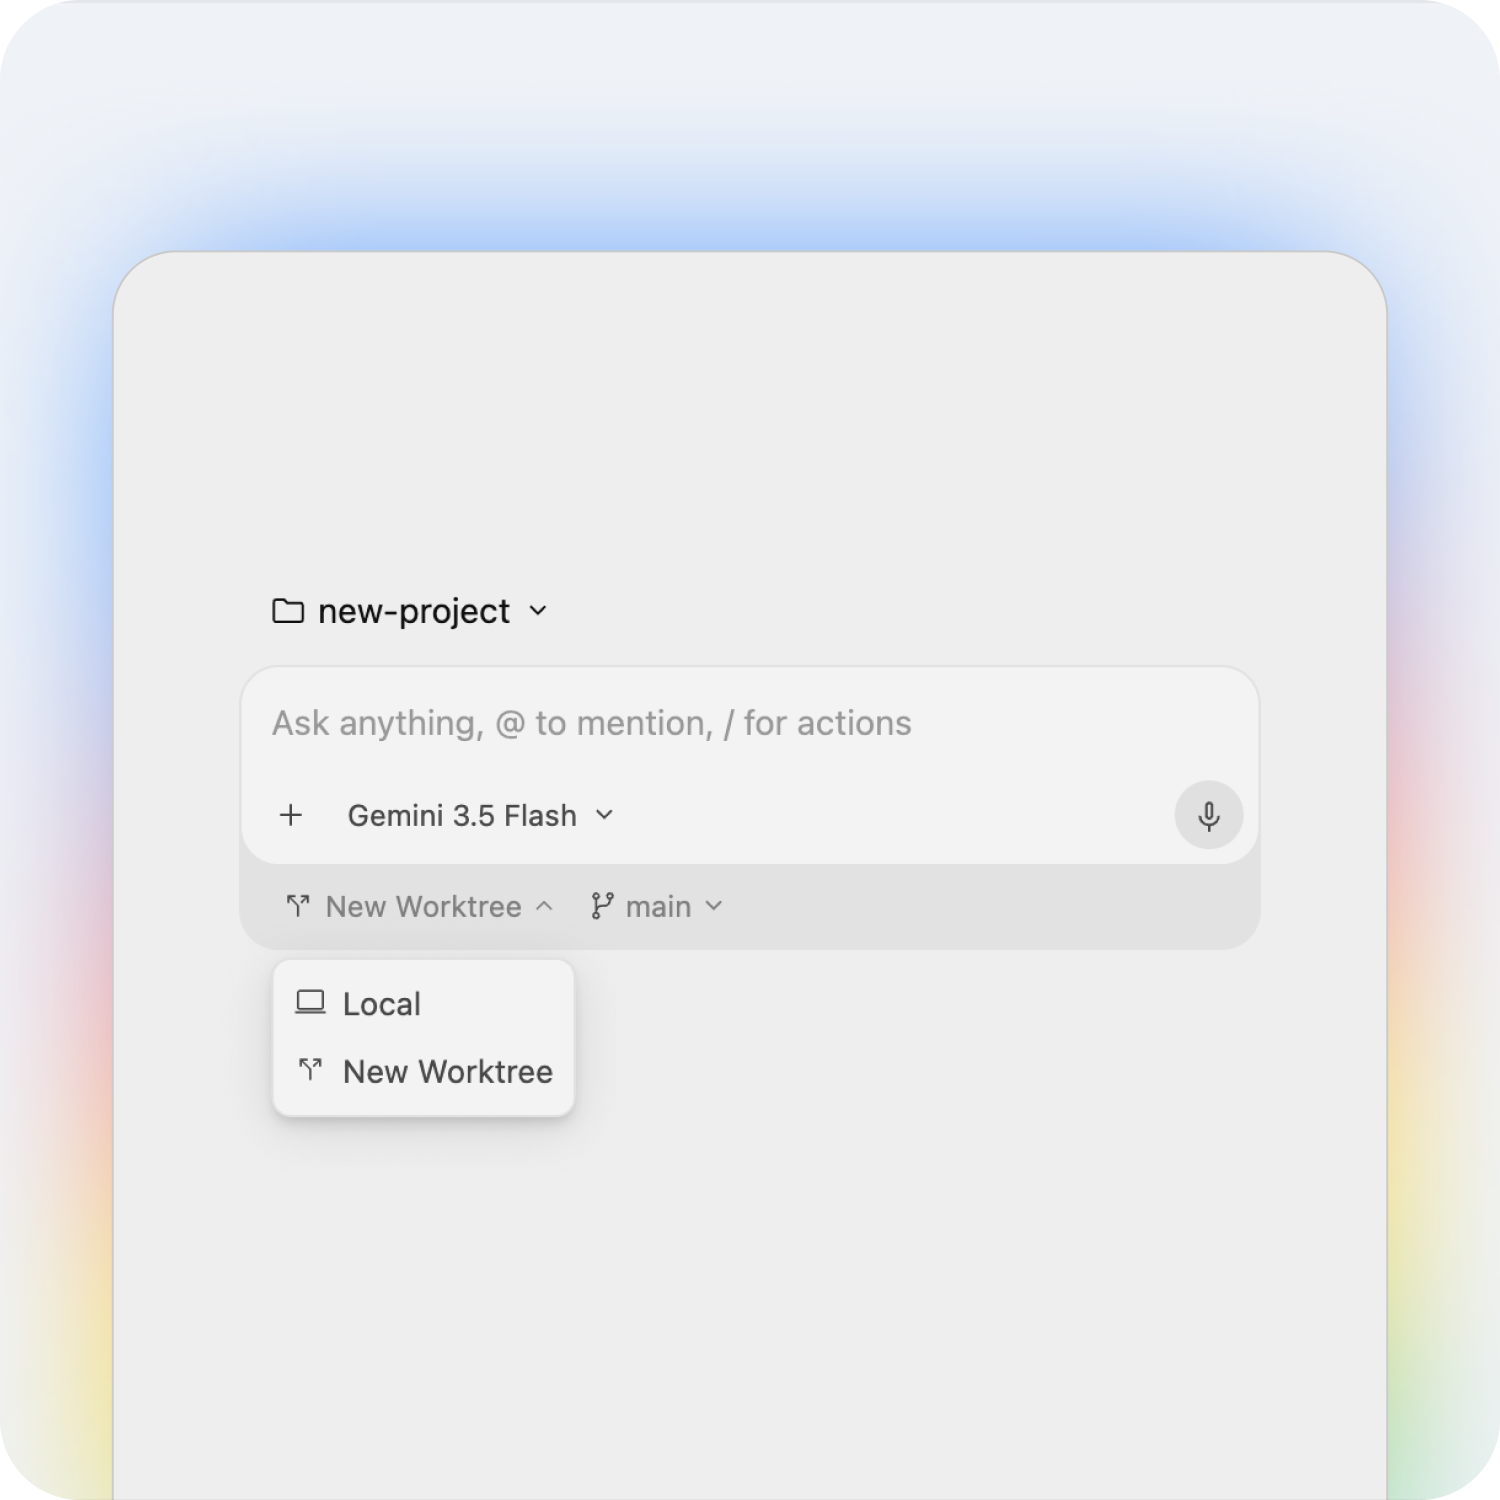 new-project
Ask anything, @ to mention, / for actions
Gemini 3.5 Flash
New Worktree main
Local
New Worktree